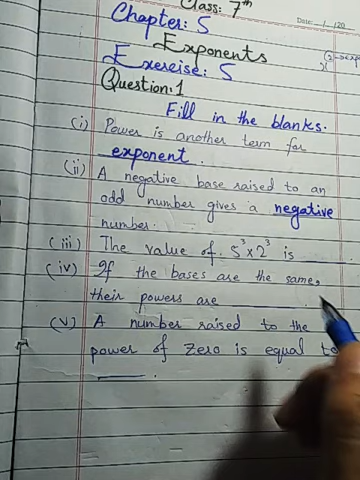 Class: 7th
Date: / /20
Chapter: 5
Exponents
Exercise: 5
Question:1
Fill in the blanks.
(i) Power is another term for
exponent.
(ii) A negative base raised to an
odd number gives a negative
number.
(iii) The value of 5³ x 2³ is ___.
(iv) If the bases are the same,
their powers are ___
(v) A number raised to the
power of Zero is equal to
___.